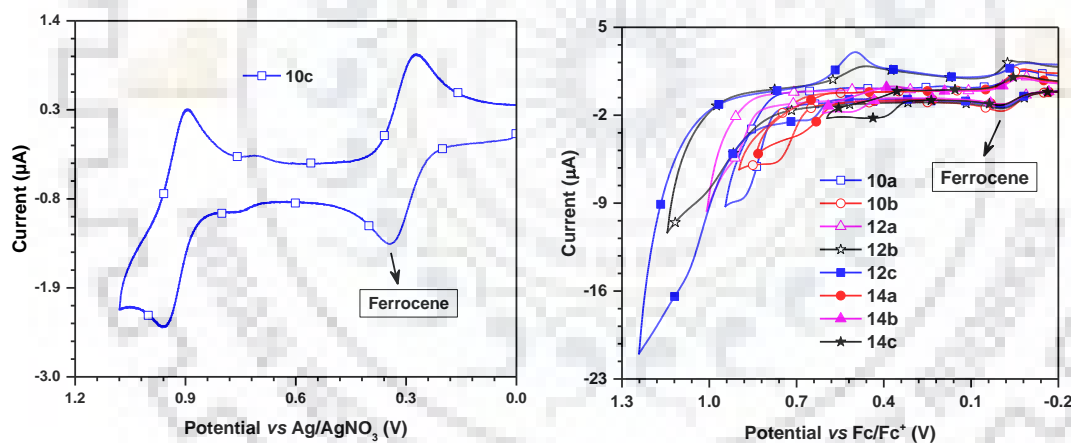 1.4
0.3
-0.8
-1.9
-3.0
Current (µA)
10c
Ferrocene
1.2
0.9
0.6
0.3
0.0
Potential vs Ag/AgNO3 (V)
5
-2
-9
-16
-23
Current (µA)
Ferrocene
10a
10b
12a
12b
12c
14a
14b
14c
1.3
1.0
0.7
0.4
0.1
-0.2
Potential vs Fc/Fc+ (V)